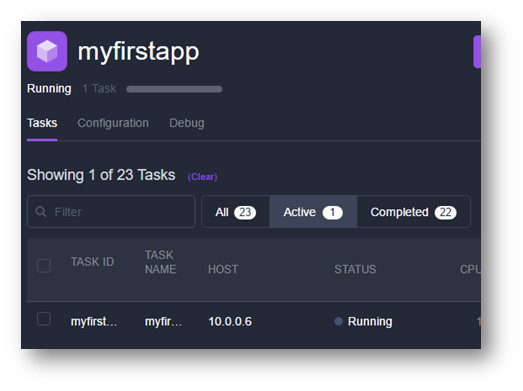 myfirstapp
Running 1 Task
Tasks Configuration Debug
Showing 1 of 23 Tasks (Clear)
Filter All 23 Active 1 Completed 22
TASK ID TASK NAME HOST STATUS CPU
myfirst... myfir... 10.0.0.6 Running